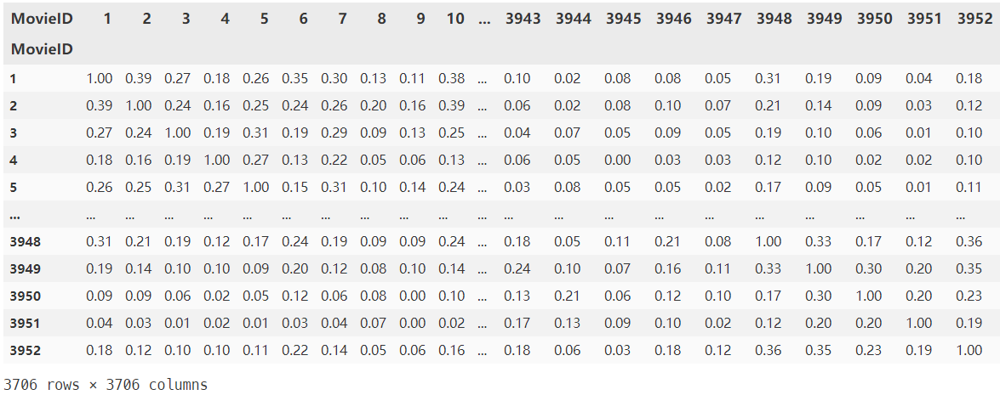 MovieID 1 2 3 4 5 6 7 8 9 10 ... 3943 3944 3945 3946 3947 3948 3949 3950 3951 3952
MovieID
1 1.00 0.39 0.27 0.18 0.26 0.35 0.30 0.13 0.11 0.38 ... 0.10 0.02 0.08 0.08 0.05 0.31 0.19 0.09 0.04 0.18
2 0.39 1.00 0.24 0.16 0.25 0.24 0.26 0.20 0.16 0.39 ... 0.06 0.02 0.08 0.10 0.07 0.21 0.14 0.09 0.03 0.12
3 0.27 0.24 1.00 0.19 0.31 0.19 0.29 0.09 0.13 0.25 ... 0.04 0.07 0.05 0.09 0.05 0.19 0.10 0.06 0.01 0.10
4 0.18 0.16 0.19 1.00 0.27 0.13 0.22 0.05 0.06 0.13 ... 0.06 0.05 0.00 0.03 0.03 0.12 0.10 0.02 0.02 0.10
5 0.26 0.25 0.31 0.27 1.00 0.15 0.31 0.10 0.14 0.24 ... 0.03 0.08 0.05 0.05 0.02 0.17 0.09 0.05 0.01 0.11
... ... ... ... ... ... ... ... ... ... ... ... ... ... ... ... ... ... ... ... ... ...
3948 0.31 0.21 0.19 0.12 0.17 0.24 0.19 0.09 0.09 0.24 ... 0.18 0.05 0.11 0.21 0.08 1.00 0.33 0.17 0.12 0.36
3949 0.19 0.14 0.10 0.10 0.09 0.20 0.12 0.08 0.10 0.14 ... 0.24 0.10 0.07 0.16 0.11 0.33 1.00 0.30 0.20 0.35
3950 0.09 0.09 0.06 0.02 0.05 0.12 0.06 0.08 0.00 0.10 ... 0.13 0.21 0.06 0.12 0.10 0.17 0.30 1.00 0.20 0.23
3951 0.04 0.03 0.01 0.02 0.01 0.03 0.04 0.07 0.00 0.02 ... 0.17 0.13 0.09 0.10 0.02 0.12 0.20 0.20 1.00 0.19
3952 0.18 0.12 0.10 0.10 0.11 0.22 0.14 0.05 0.06 0.16 ... 0.18 0.06 0.03 0.18 0.12 0.36 0.35 0.23 0.19 1.00
3706 rows × 3706 columns